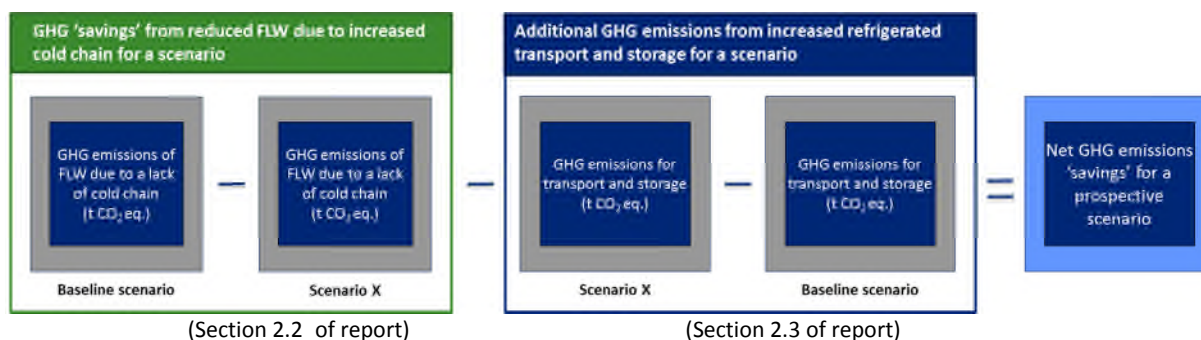 GHG 'savings' from reduced FLW due to increased
cold chain for a scenario
GHG emissions of
FLW due to a lack
of cold chain
(t CO₂ eq.)
Baseline scenario
–
GHG emissions of
FLW due to a lack
of cold chain
(t CO₂ eq.)
Scenario X
(Section 2.2 of report)
–
Additional GHG emissions from increased refrigerated
transport and storage for a scenario
GHG emissions for
transport and storage
(t CO₂ eq.)
Scenario X
–
GHG emissions for
transport and storage
(t CO₂ eq.)
Baseline scenario
(Section 2.3 of report)
=
Net GHG emissions
'savings' for a
prospective
scenario